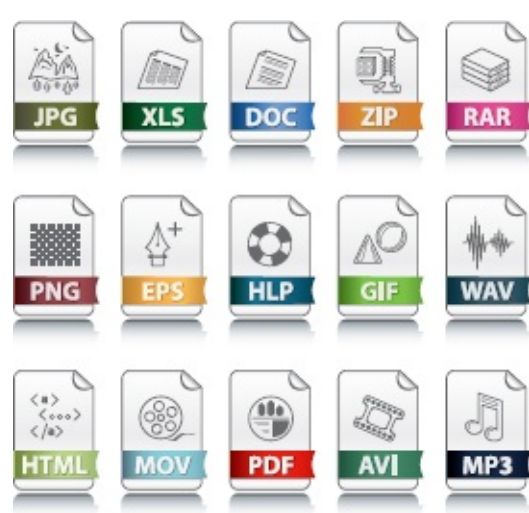 JPG XLS DOC ZIP RAR
PNG EPS HLP GIF WAV
<■>
<...>
</■>
HTML MOV PDF AVI MP3